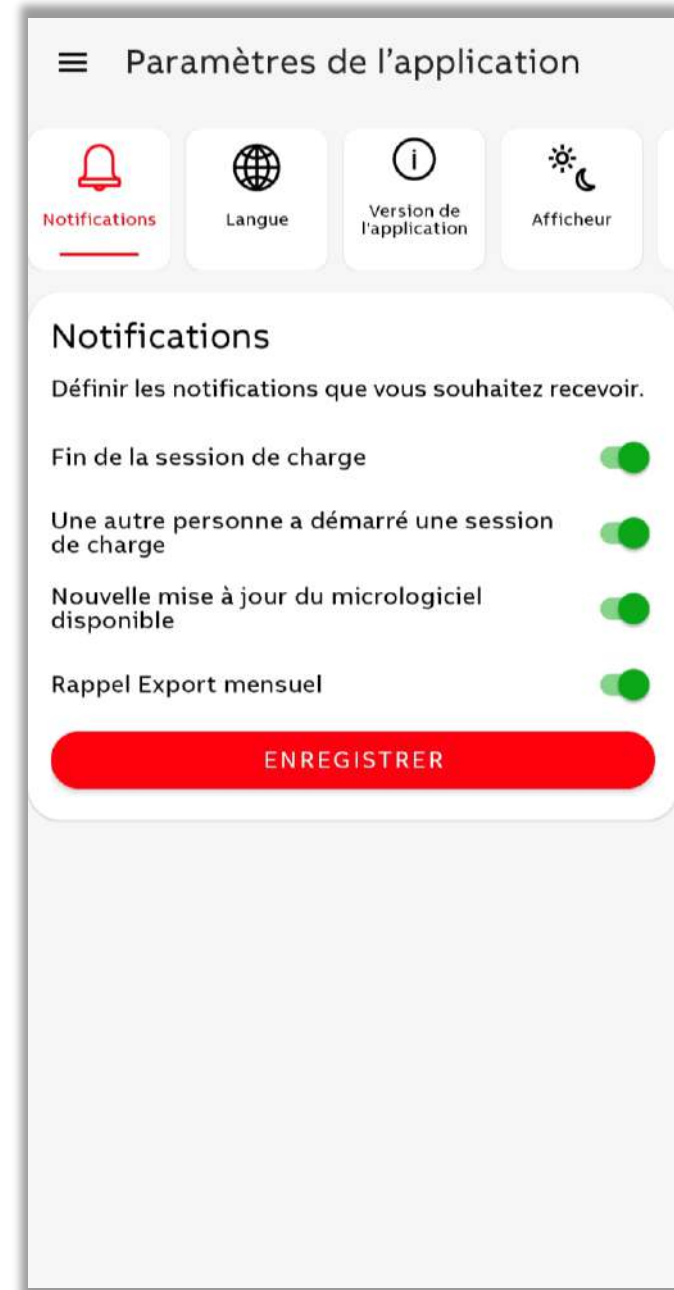 Paramètres de l’application
Notifications
Langue
Version de
l'application
Afficheur
Notifications
Définir les notifications que vous souhaitez recevoir.
Fin de la session de charge
Une autre personne a démarré une session
de charge
Nouvelle mise à jour du micrologiciel
disponible
Rappel Export mensuel
ENREGISTRER